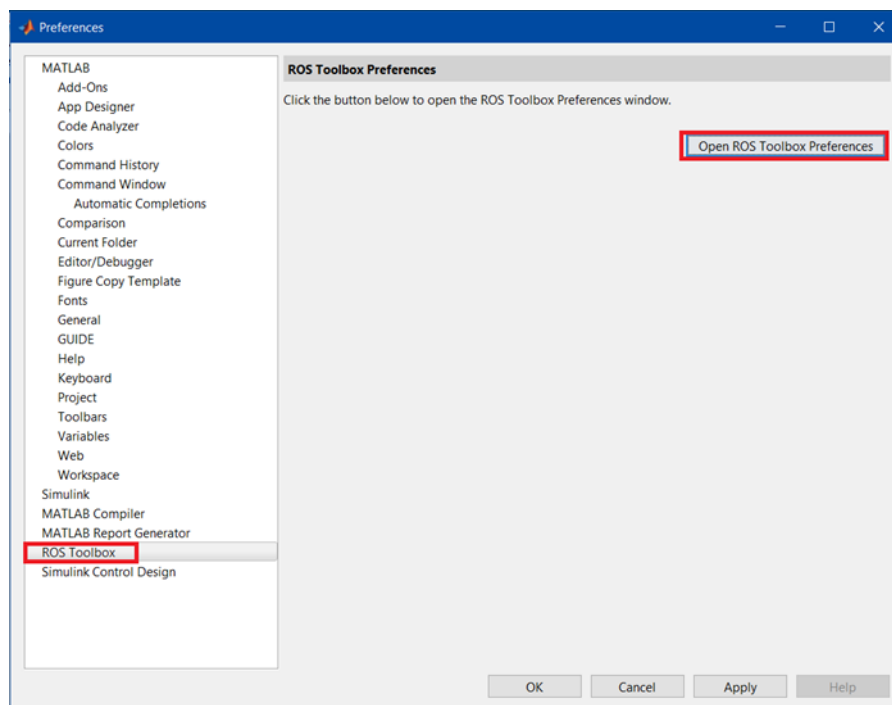 Preferences
MATLAB
Add-Ons
App Designer
Code Analyzer
Colors
Command History
Command Window
Automatic Completions
Comparison
Current Folder
Editor/Debugger
Figure Copy Template
Fonts
General
GUIDE
Help
Keyboard
Project
Toolbars
Variables
Web
Workspace
Simulink
MATLAB Compiler
MATLAB Report Generator
ROS Toolbox
Simulink Control Design
ROS Toolbox Preferences
Click the button below to open the ROS Toolbox Preferences window.
Open ROS Toolbox Preferences
OK Cancel Apply Help